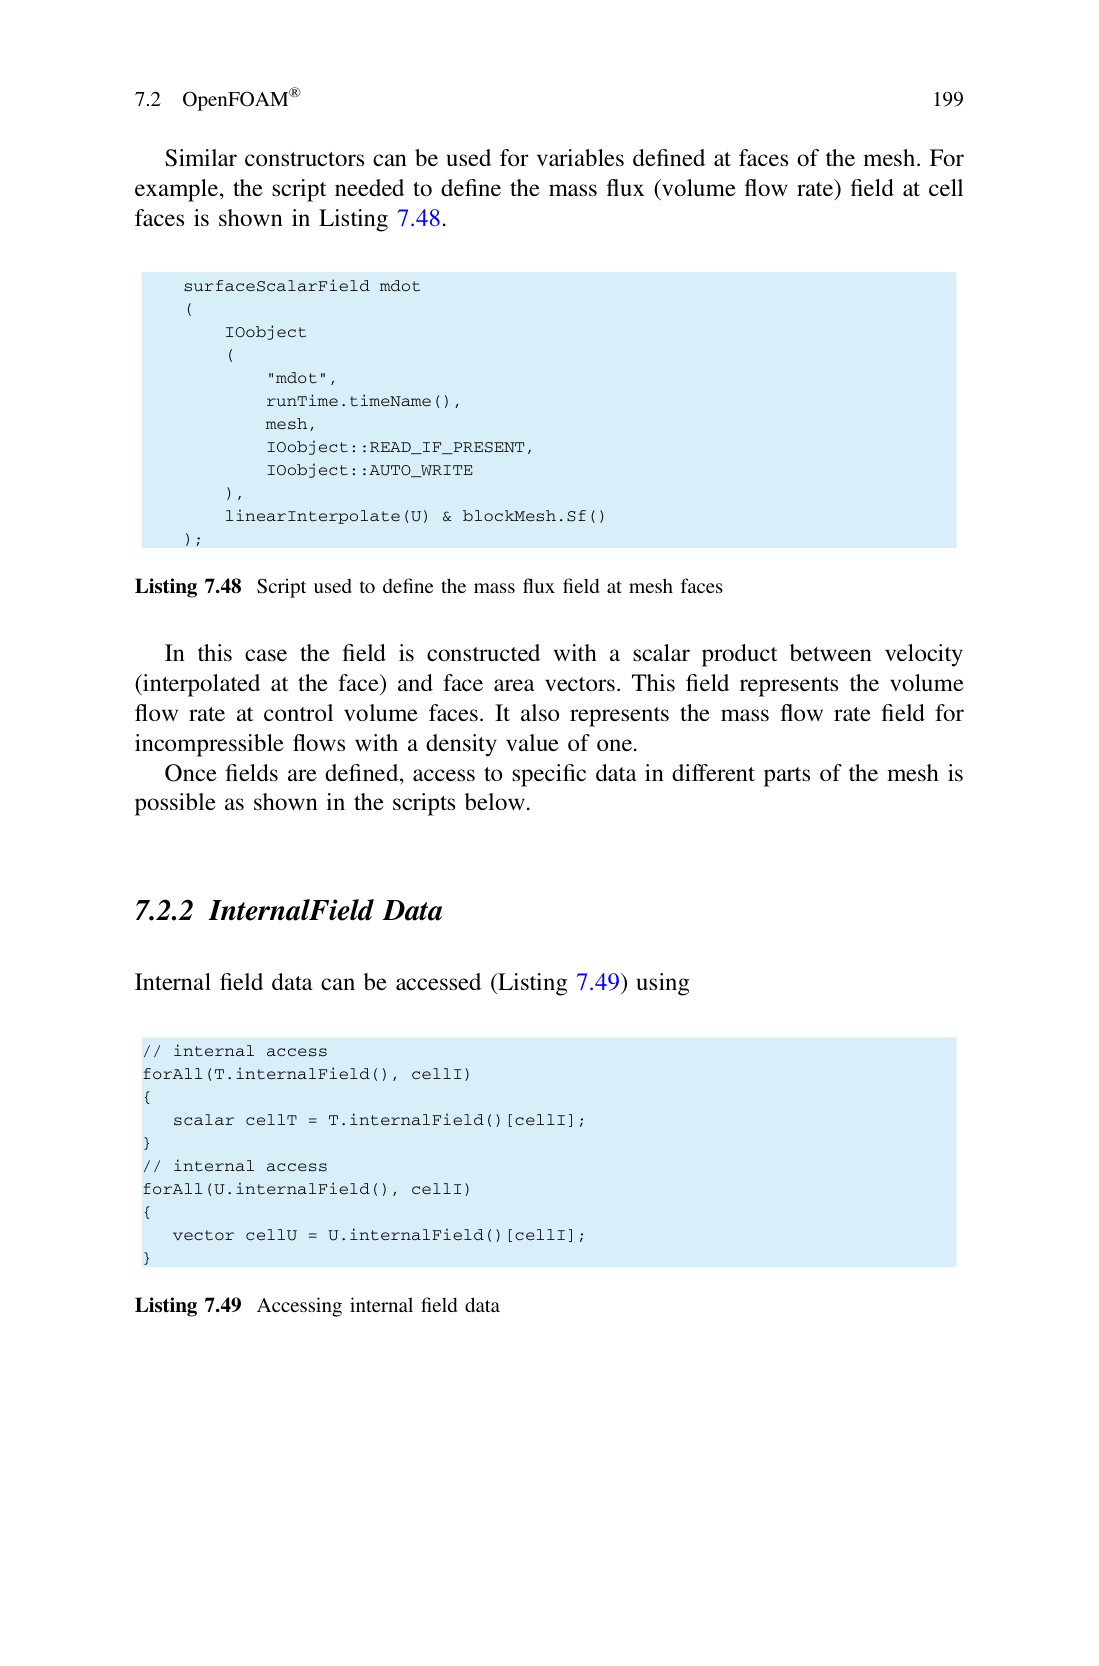 7.2 OpenFOAM® 199
Similar constructors can be used for variables defined at faces of the mesh. For
example, the script needed to define the mass flux (volume flow rate) field at cell
faces is shown in Listing 7.48.
surfaceScalarField mdot
(
    IOobject
    (
        "mdot",
        runTime.timeName(),
        mesh,
        IOobject::READ_IF_PRESENT,
        IOobject::AUTO_WRITE
    ),
    linearInterpolate(U) & blockMesh.Sf()
);
Listing 7.48 Script used to define the mass flux field at mesh faces
In this case the field is constructed with a scalar product between velocity
(interpolated at the face) and face area vectors. This field represents the volume
flow rate at control volume faces. It also represents the mass flow rate field for
incompressible flows with a density value of one.
Once fields are defined, access to specific data in different parts of the mesh is
possible as shown in the scripts below.
7.2.2 InternalField Data
Internal field data can be accessed (Listing 7.49) using
// internal access
forAll(T.internalField(), cellI)
{
   scalar cellT = T.internalField()[cellI];
}
// internal access
forAll(U.internalField(), cellI)
{
   vector cellU = U.internalField()[cellI];
}
Listing 7.49 Accessing internal field data